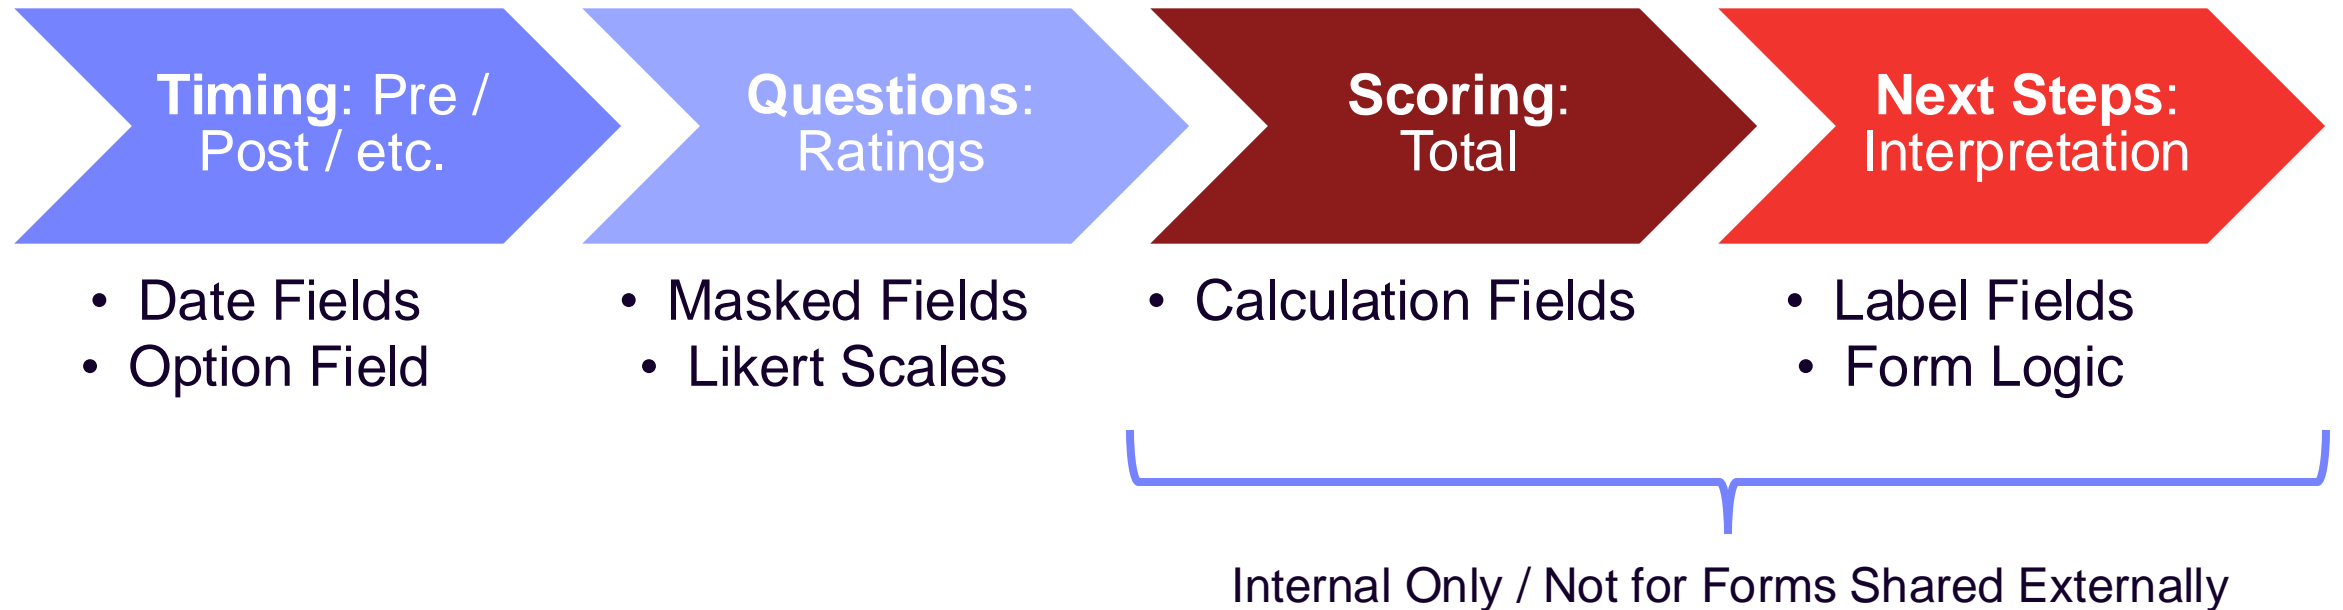 Timing: Pre /
Post / etc.
Questions:
Ratings
Scoring:
Total
Next Steps:
Interpretation
• Date Fields
• Option Field
• Masked Fields
• Likert Scales
• Calculation Fields
• Label Fields
• Form Logic
Internal Only / Not for Forms Shared Externally